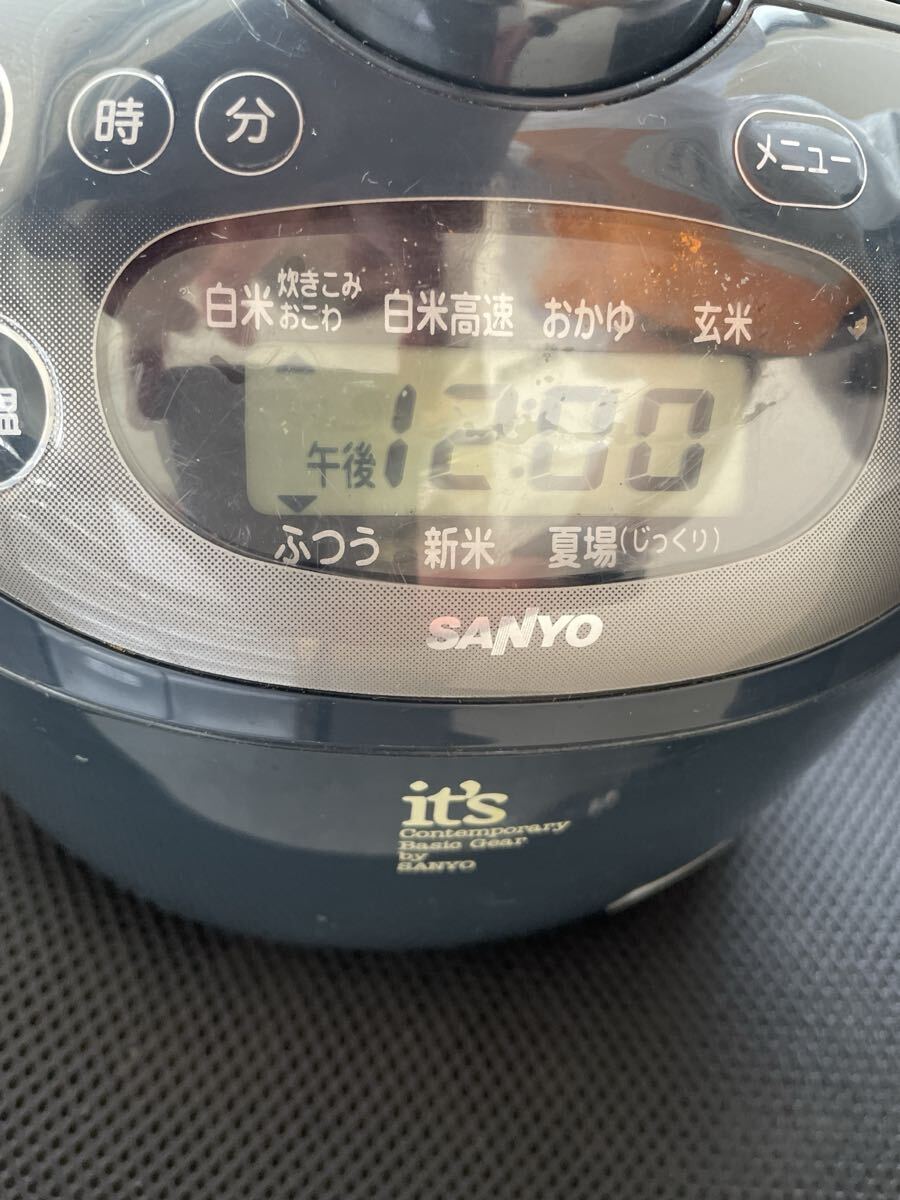 時 分 メニュー
白米 炊きこみ おこわ 白米高速 おかゆ 玄米
午後 12:80
ふつう 新米 夏場(じっくり)
SANYO
it's
Contemporary
Basic Gear
by
SANYO